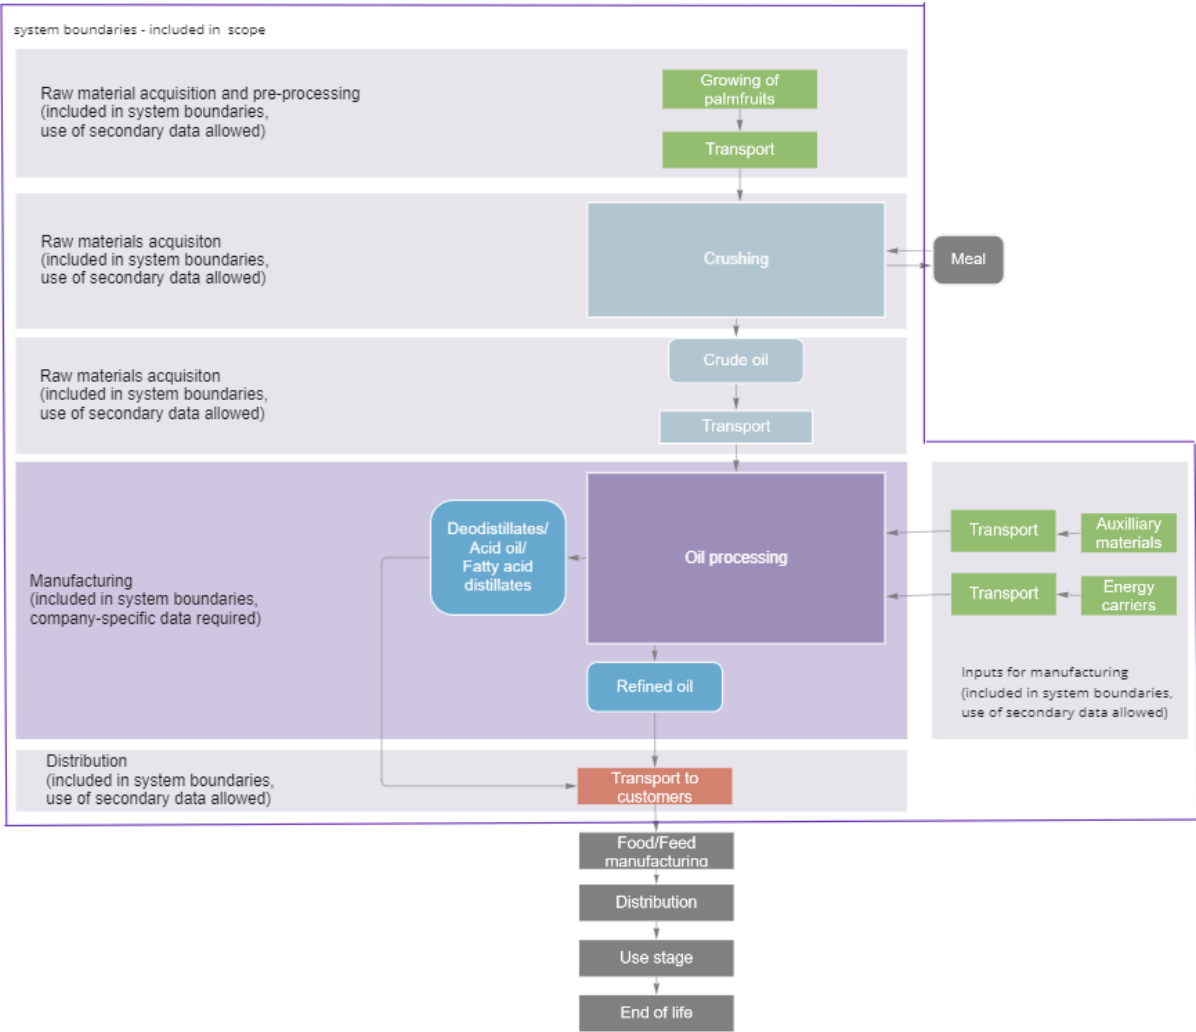 system boundaries - included in scope
Raw material acquisition and pre-processing
(included in system boundaries,
use of secondary data allowed)
Growing of
palmfruits
Transport
Raw materials acquisiton
(included in system boundaries,
use of secondary data allowed)
Crushing
Meal
Raw materials acquisiton
(included in system boundaries,
use of secondary data allowed)
Crude oil
Transport
Manufacturing
(included in system boundaries,
company-specific data required)
Deodistillates/
Acid oil/
Fatty acid
distillates
Oil processing
Refined oil
Transport
Auxilliary
materials
Transport
Energy
carriers
Inputs for manufacturing
(included in system boundaries,
use of secondary data allowed)
Distribution
(included in system boundaries,
use of secondary data allowed)
Transport to
customers
Food/Feed
manufacturing
Distribution
Use stage
End of life